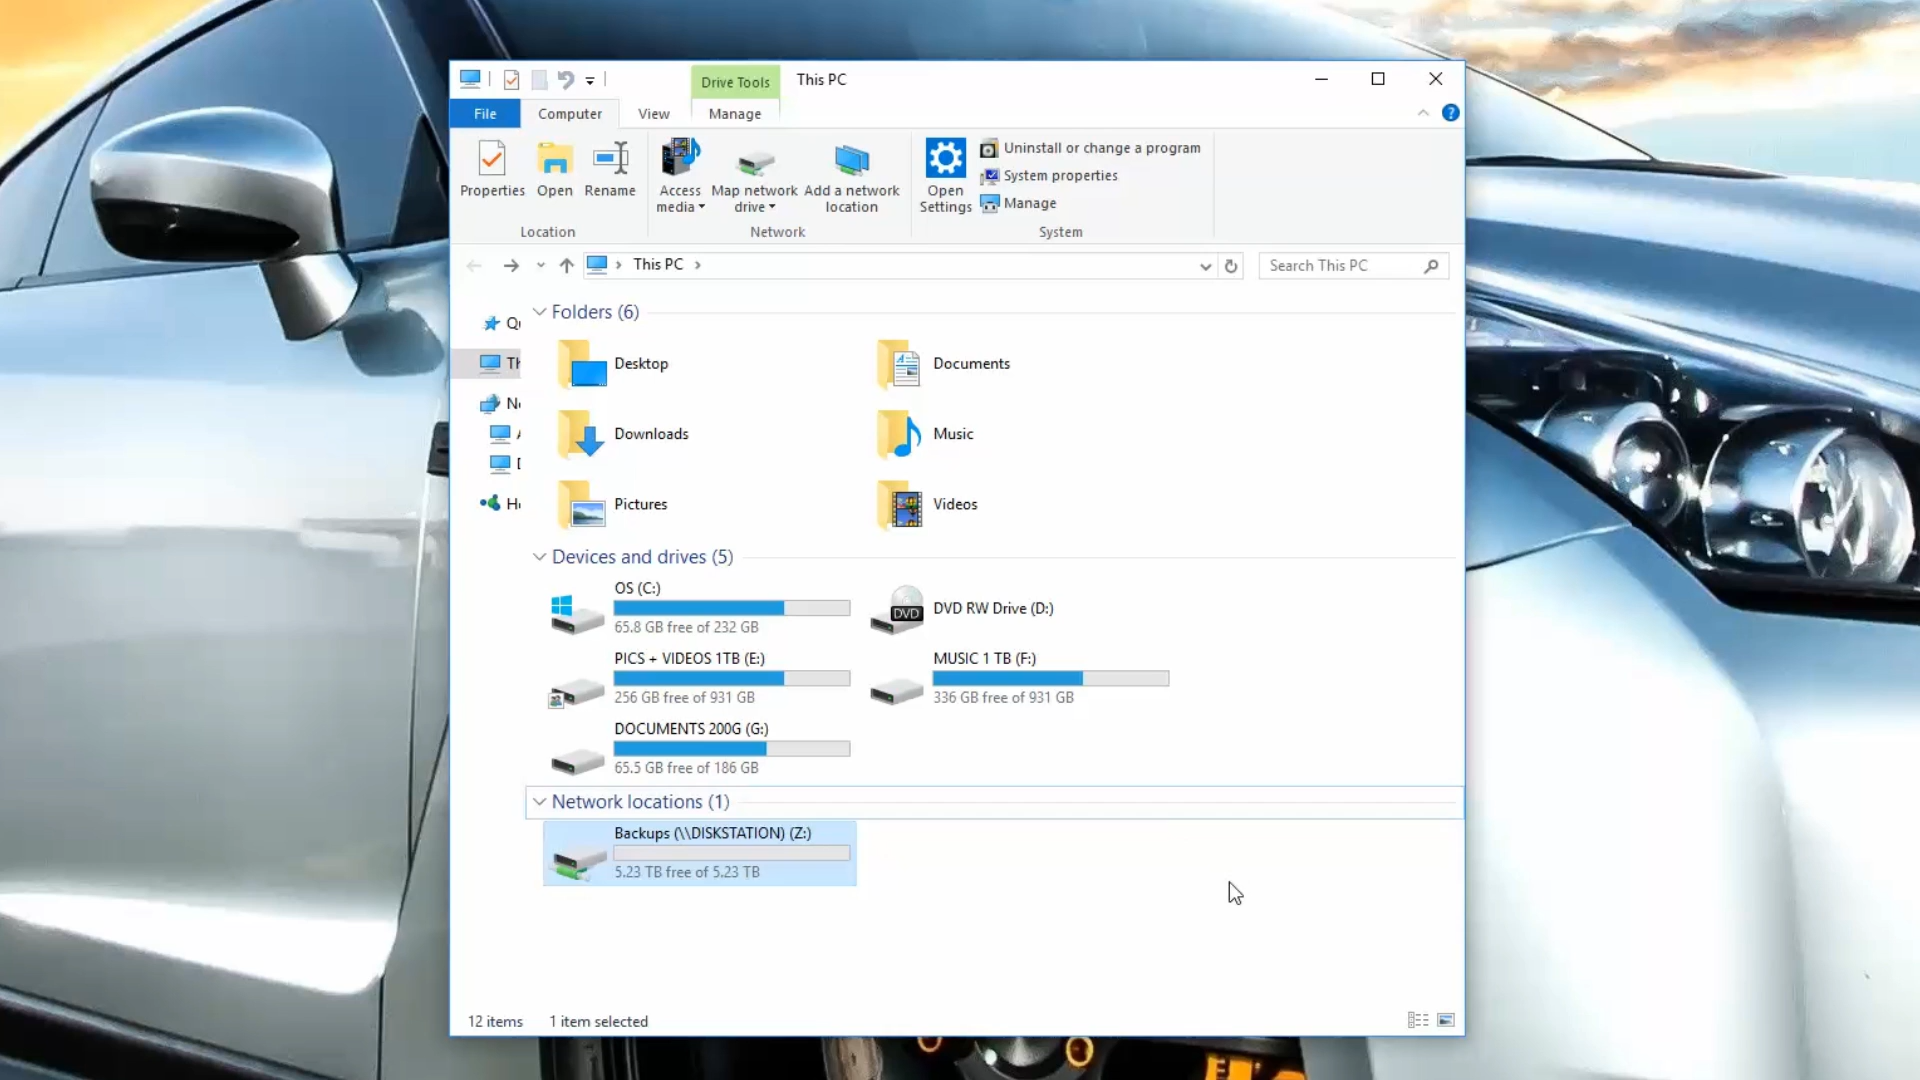 Drive Tools
This PC
File
Computer
View
Manage
Properties
Open
Rename
Access media
Map network drive
Add a network location
Open Settings
Uninstall or change a program
System properties
Manage
Location
Network
System
This PC
Search This PC
Folders (6)
Desktop
Documents
Downloads
Music
Pictures
Videos
Devices and drives (5)
OS (C:)
65.8 GB free of 232 GB
DVD
DVD RW Drive (D:)
PICS + VIDEOS 1TB (E:)
256 GB free of 931 GB
MUSIC 1 TB (F:)
336 GB free of 931 GB
DOCUMENTS 200G (G:)
65.5 GB free of 186 GB
Network locations (1)
Backups (\\DISKSTATION) (Z:)
5.23 TB free of 5.23 TB
12 items
1 item selected